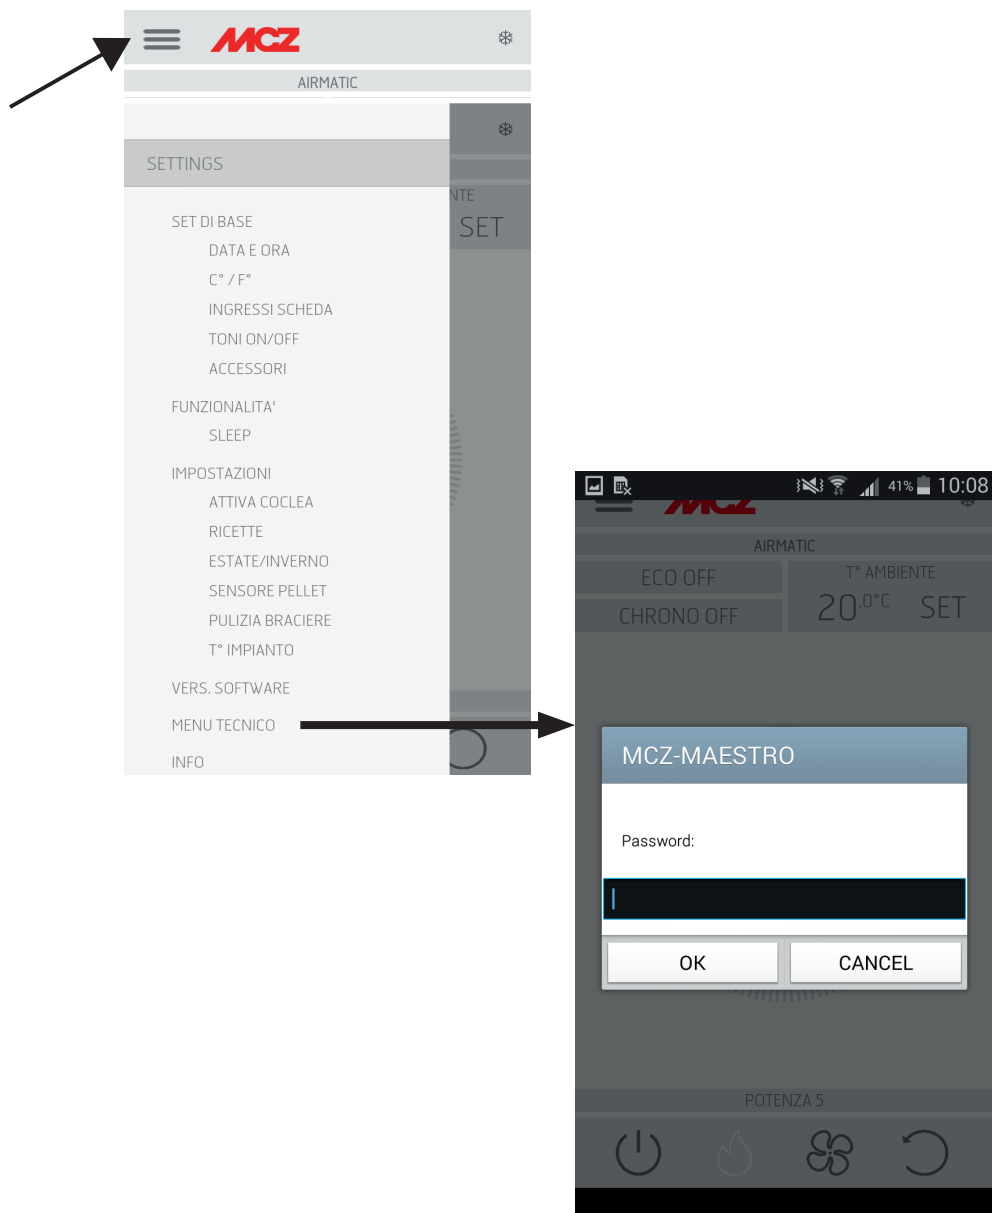 MCZ
AIRMATIC
SETTINGS
NTE
SET
SET DI BASE
DATA E ORA
C° / F°
INGRESSI SCHEDA
TONI ON/OFF
ACCESSORI
FUNZIONALITA'
SLEEP
IMPOSTAZIONI
ATTIVA COCLEA
RICETTE
ESTATE/INVERNO
SENSORE PELLET
PULIZIA BRACIERE
T° IMPIANTO
VERS. SOFTWARE
MENU TECNICO
INFO
41% 10:08
MCZ
AIRMATIC
ECO OFF
T° AMBIENTE
CHRONO OFF
20.0°C SET
MCZ-MAESTRO
Password:
OK CANCEL
POTENZA 5